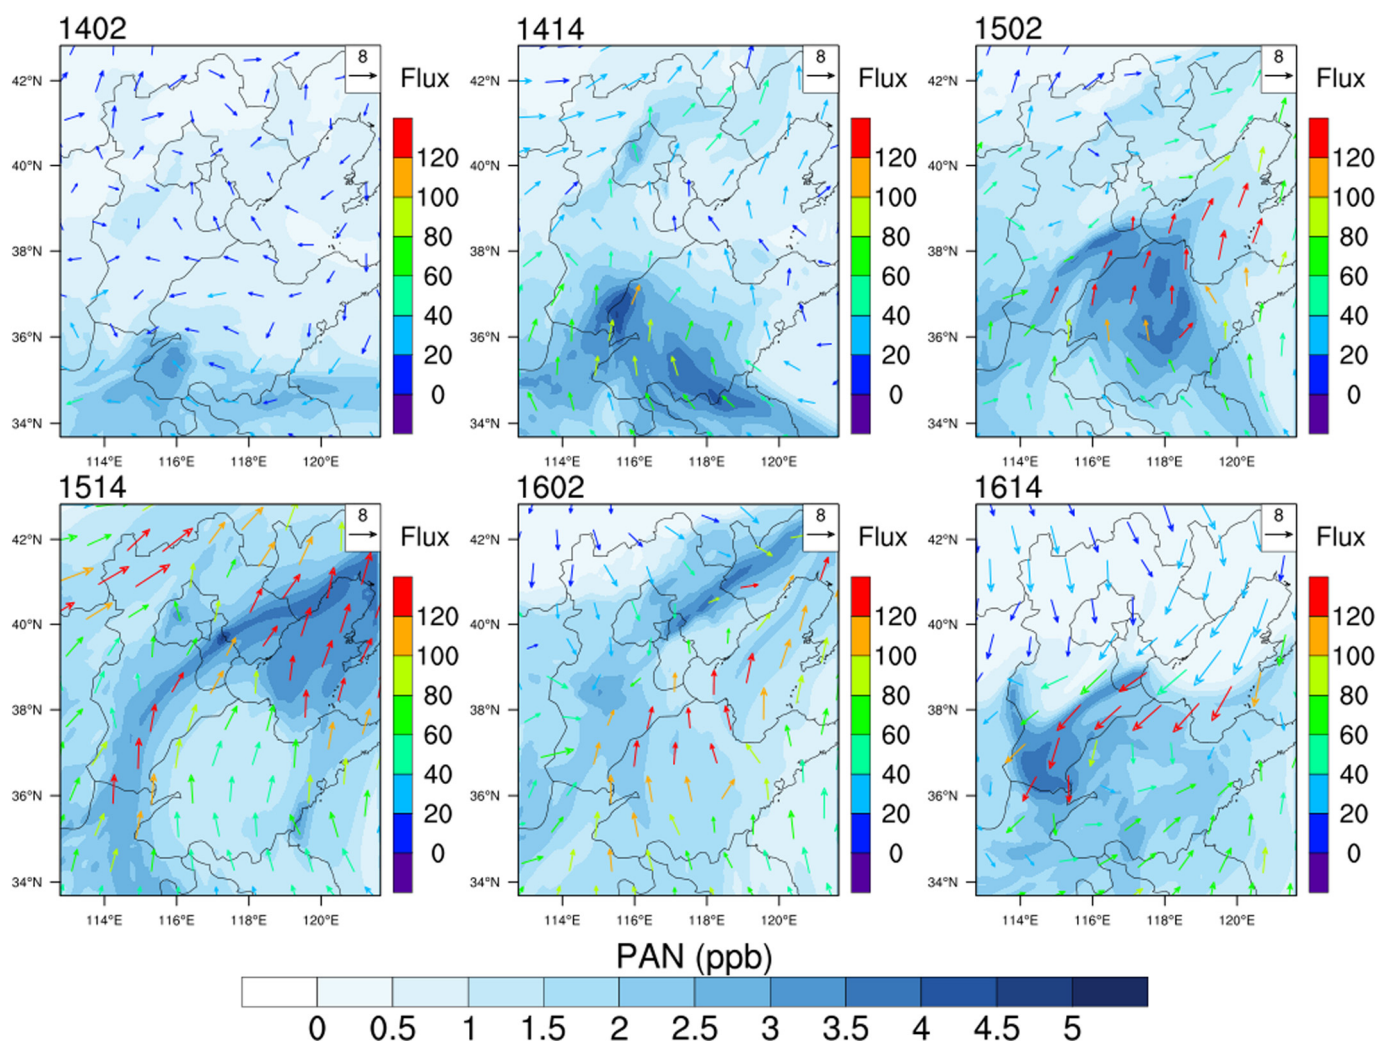 1402 1414 1502
8 Flux 8 Flux 8 Flux
42°N 42°N 42°N
120 120 120
40°N 100 40°N 100 40°N 100
80 80 80
38°N 60 38°N 60 38°N 60
40 40 40
36°N 20 36°N 20 36°N 20
0 0 0
34°N 34°N 34°N
114°E 116°E 118°E 120°E 114°E 116°E 118°E 120°E 114°E 116°E 118°E 120°E
1514 1602 1614
8 Flux 8 Flux 8 Flux
42°N 42°N 42°N
120 120 120
40°N 100 40°N 100 40°N 100
80 80 80
38°N 60 38°N 60 38°N 60
40 40 40
36°N 20 36°N 20 36°N 20
0 0 0
34°N 34°N 34°N
114°E 116°E 118°E 120°E 114°E 116°E 118°E 120°E 114°E 116°E 118°E 120°E
PAN (ppb)
0 0.5 1 1.5 2 2.5 3 3.5 4 4.5 5